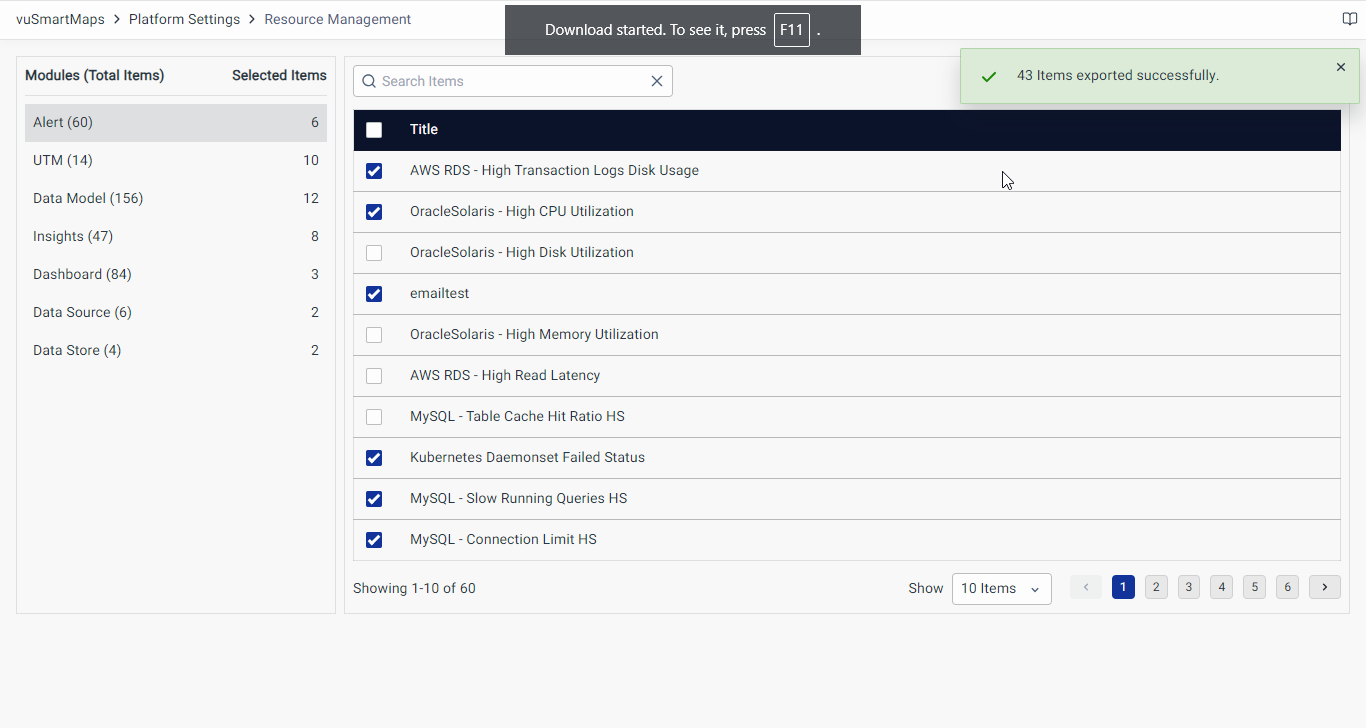 vuSmartMaps > Platform Settings > Resource Management
Download started. To see it, press F11 .
43 Items exported successfully.
Modules (Total Items) Selected Items
Alert (60) 6
UTM (14) 10
Data Model (156) 12
Insights (47) 8
Dashboard (84) 3
Data Source (6) 2
Data Store (4) 2
Search Items
Title
AWS RDS - High Transaction Logs Disk Usage
OracleSolaris - High CPU Utilization
OracleSolaris - High Disk Utilization
emailtest
OracleSolaris - High Memory Utilization
AWS RDS - High Read Latency
MySQL - Table Cache Hit Ratio HS
Kubernetes Daemonset Failed Status
MySQL - Slow Running Queries HS
MySQL - Connection Limit HS
Showing 1-10 of 60
Show 10 Items < 1 2 3 4 5 6 >